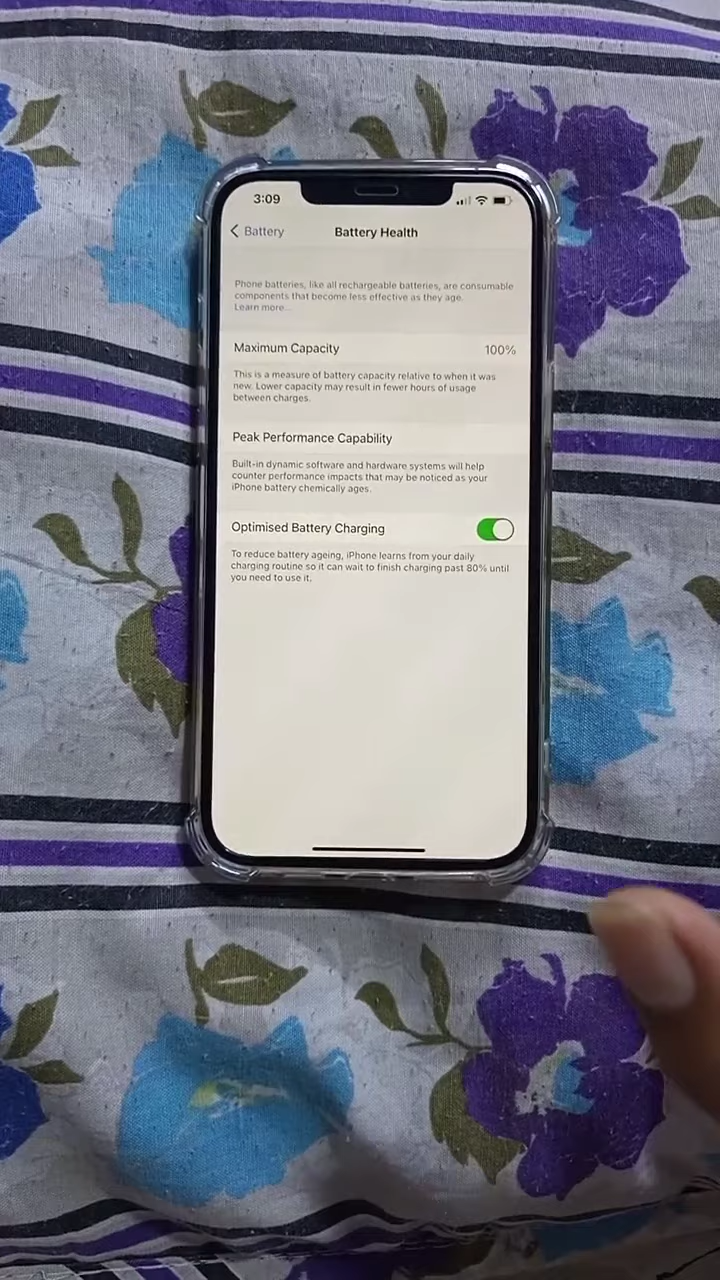 3:09
Battery
Battery Health
Phone batteries, like all rechargeable batteries, are consumable
components that become less effective as they age.
Learn more...
Maximum Capacity 100%
This is a measure of battery capacity relative to when it was
new. Lower capacity may result in fewer hours of usage
between charges.
Peak Performance Capability
Built-in dynamic software and hardware systems will help
counter performance impacts that may be noticed as your
iPhone battery chemically ages.
Optimised Battery Charging
To reduce battery ageing, iPhone learns from your daily
charging routine so it can wait to finish charging past 80% until
you need to use it.